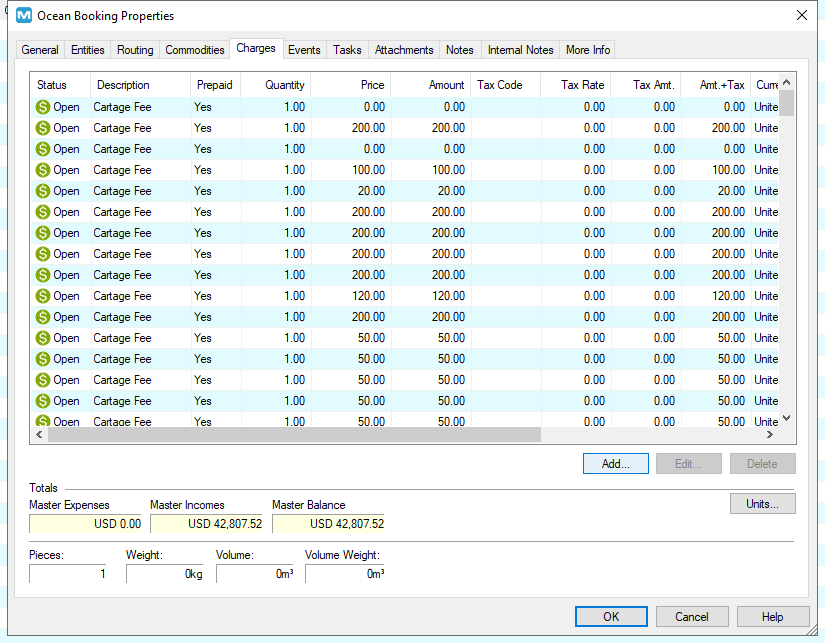 Ocean Booking Properties
General Entities Routing Commodities Charges Events Tasks Attachments Notes Internal Notes More Info
Status Description Prepaid Quantity Price Amount Tax Code Tax Rate Tax Amt. Amt.+Tax Curre
Open Cartage Fee Yes 1.00 0.00 0.00 0.00 0.00 0.00 Unite
Open Cartage Fee Yes 1.00 200.00 200.00 0.00 0.00 200.00 Unite
Open Cartage Fee Yes 1.00 0.00 0.00 0.00 0.00 0.00 Unite
Open Cartage Fee Yes 1.00 100.00 100.00 0.00 0.00 100.00 Unite
Open Cartage Fee Yes 1.00 20.00 20.00 0.00 0.00 20.00 Unite
Open Cartage Fee Yes 1.00 200.00 200.00 0.00 0.00 200.00 Unite
Open Cartage Fee Yes 1.00 200.00 200.00 0.00 0.00 200.00 Unite
Open Cartage Fee Yes 1.00 200.00 200.00 0.00 0.00 200.00 Unite
Open Cartage Fee Yes 1.00 200.00 200.00 0.00 0.00 200.00 Unite
Open Cartage Fee Yes 1.00 120.00 120.00 0.00 0.00 120.00 Unite
Open Cartage Fee Yes 1.00 200.00 200.00 0.00 0.00 200.00 Unite
Open Cartage Fee Yes 1.00 50.00 50.00 0.00 0.00 50.00 Unite
Open Cartage Fee Yes 1.00 50.00 50.00 0.00 0.00 50.00 Unite
Open Cartage Fee Yes 1.00 50.00 50.00 0.00 0.00 50.00 Unite
Open Cartage Fee Yes 1.00 50.00 50.00 0.00 0.00 50.00 Unite
Open Cartage Fee Yes 1.00 50.00 50.00 0.00 0.00 50.00 Unite
Add... Edit... Delete
Totals
Master Expenses Master Incomes Master Balance Units...
USD 0.00 USD 42,807.52 USD 42,807.52
Pieces: Weight: Volume: Volume Weight:
1 0kg 0m³ 0m³
OK Cancel Help